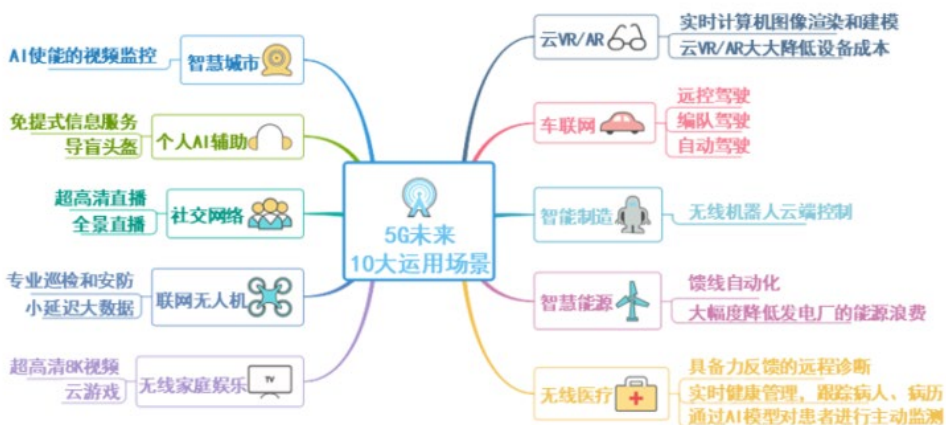 5G未来
10大运用场景
云VR/AR
实时计算机图像渲染和建模
云VR/AR大大降低设备成本
车联网
远控驾驶
编队驾驶
自动驾驶
智能制造
无线机器人云端控制
智慧能源
馈线自动化
大幅度降低发电厂的能源浪费
无线医疗
具备力反馈的远程诊断
实时健康管理，跟踪病人、病历
通过AI模型对患者进行主动监测
智慧城市
AI使能的视频监控
个人AI辅助
免提式信息服务
导盲头盔
社交网络
超高清直播
全景直播
联网无人机
专业巡检和安防
小延迟大数据
无线家庭娱乐
TV
超高清8K视频
云游戏